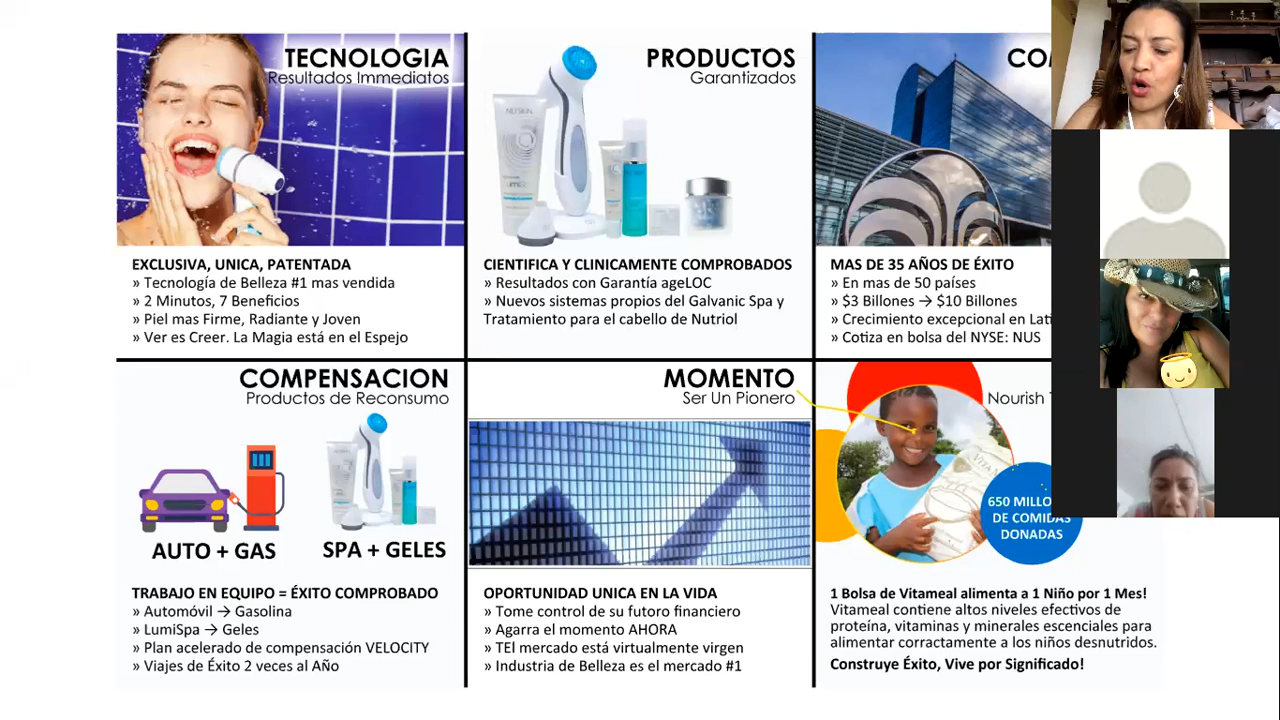 TECNOLOGIA
Resultados Immediatos
EXCLUSIVA, UNICA, PATENTADA
» Tecnología de Belleza #1 mas vendida
» 2 Minutos, 7 Beneficios
» Piel mas Firme, Radiante y Joven
» Ver es Creer. La Magia está en el Espejo
PRODUCTOS
Garantizados
NU SKIN
CIENTIFICA Y CLINICAMENTE COMPROBADOS
» Resultados con Garantía ageLOC
» Nuevos sistemas propios del Galvanic Spa y
Tratamiento para el cabello de Nutriol
MAS DE 35 AÑOS DE ÉXITO
» En mas de 50 países
» $3 Billones → $10 Billones
» Crecimiento excepcional en
» Cotiza en bolsa del NYSE: NUS
COMPENSACION
Productos de Reconsumo
AUTO + GAS
SPA + GELES
TRABAJO EN EQUIPO = ÉXITO COMPROBADO
» Automóvil → Gasolina
» LumiSpa → Geles
» Plan acelerado de compensación VELOCITY
» Viajes de Éxito 2 veces al Año
MOMENTO
Ser Un Pionero
OPORTUNIDAD UNICA EN LA VIDA
» Tome control de su futoro financiero
» Agarra el momento AHORA
» TEl mercado está virtualmente virgen
» Industria de Belleza es el mercado #1
Nourish
650
DE COMIDAS
DONADAS
1 Bolsa de Vitameal alimenta a 1 Niño por 1 Mes!
Vitameal contiene altos niveles efectivos de
proteína, vitaminas y minerales escenciales para
alimentar correctamente a los niños desnutridos.
Construye Éxito, Vive por Significado!